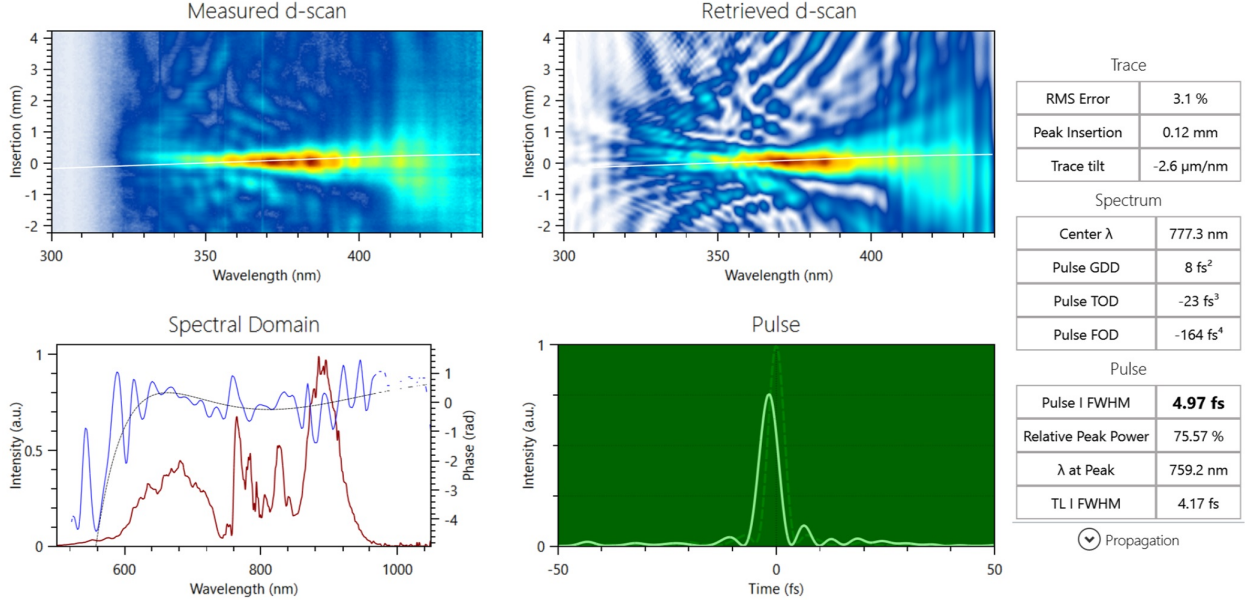 Measured d-scan
Insertion (mm)
4
3
2
1
0
-1
-2
300
350
400
Wavelength (nm)
Retrieved d-scan
Insertion (mm)
4
3
2
1
0
-1
-2
300
350
400
Wavelength (nm)
Trace
RMS Error 3.1 %
Peak Insertion 0.12 mm
Trace tilt -2.6 µm/nm
Spectrum
Center λ 777.3 nm
Pulse GDD 8 fs²
Pulse TOD -23 fs³
Pulse FOD -164 fs⁴
Pulse
Pulse I FWHM 4.97 fs
Relative Peak Power 75.57 %
λ at Peak 759.2 nm
TL I FWHM 4.17 fs
Propagation
Spectral Domain
Intensity (a.u.)
1
0.5
0
600
800
1000
Wavelength (nm)
1
0
-1
-2
-3
-4
Phase (rad)
Pulse
Intensity (a.u.)
1
0
-50
0
50
Time (fs)